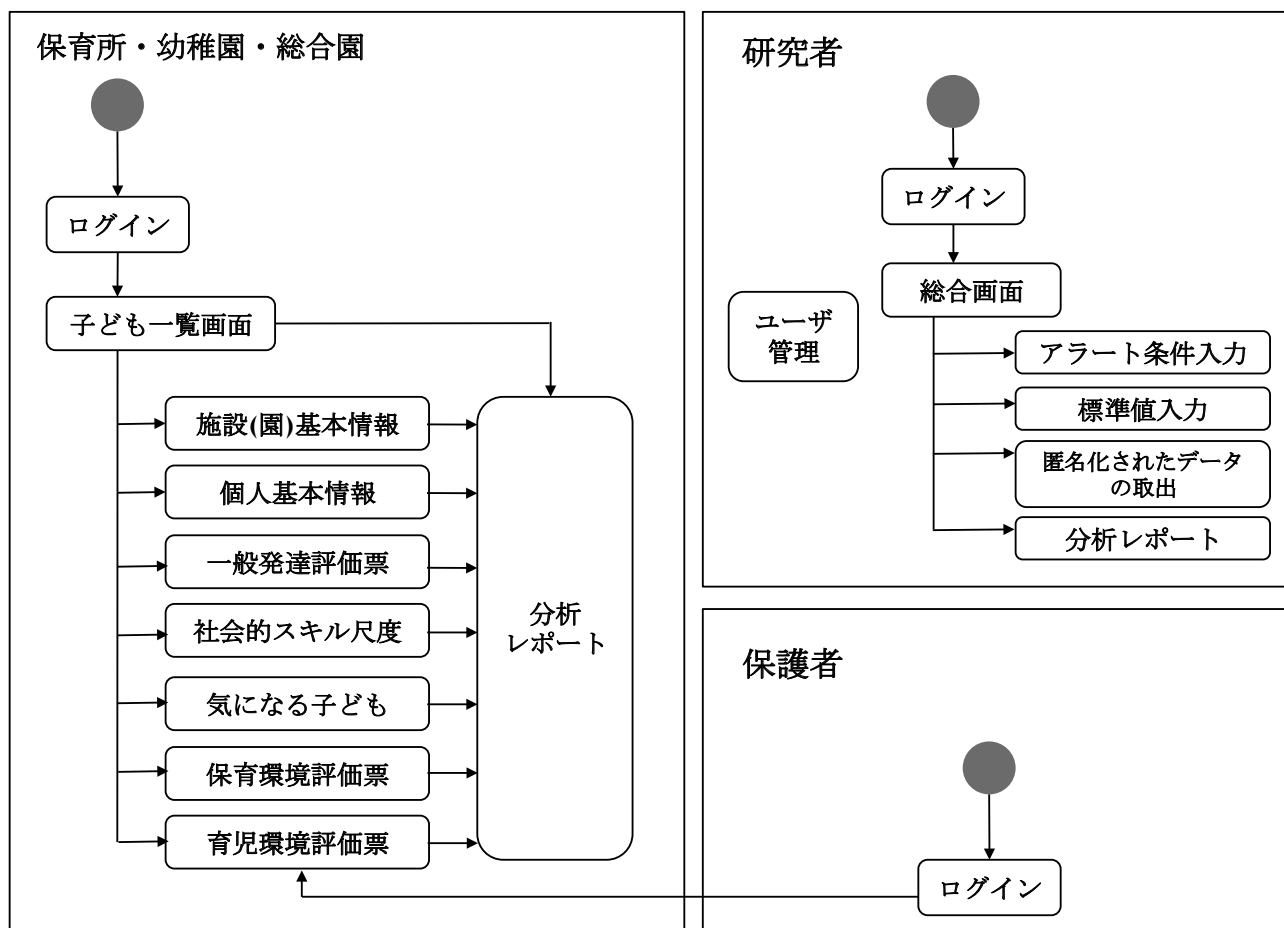 保育所・幼稚園・総合園
ログイン
子ども一覧画面
施設(園)基本情報
個人基本情報
一般発達評価票
社会的スキル尺度
気になる子ども
保育環境評価票
育児環境評価票
分析
レポート
研究者
ログイン
総合画面
ユーザ
管理
アラート条件入力
標準値入力
匿名化されたデータ
の取出
分析レポート
保護者
ログイン